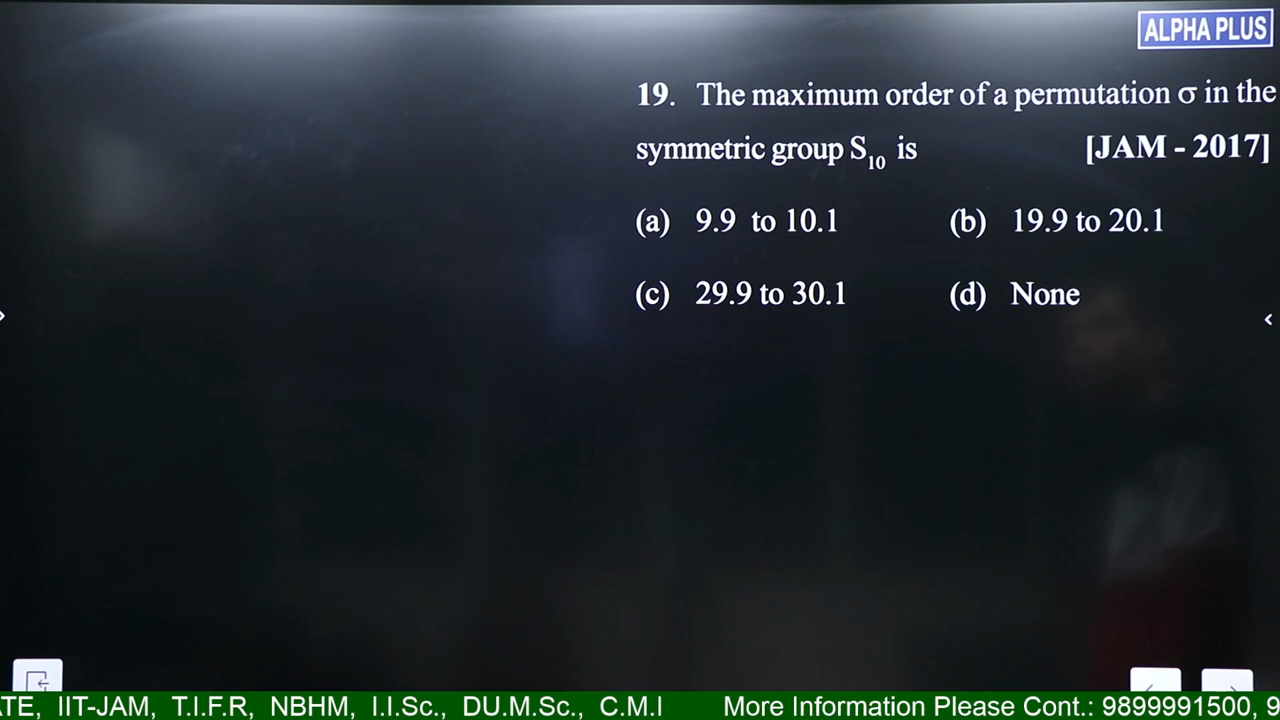 ALPHA PLUS
19. The maximum order of a permutation σ in the
symmetric group S₁₀ is [JAM - 2017]
(a) 9.9 to 10.1 (b) 19.9 to 20.1
(c) 29.9 to 30.1 (d) None
TE, IIT-JAM, T.I.F.R, NBHM, I.I.Sc., DU.M.Sc., C.M.I More Information Please Cont.: 9899991500, 9